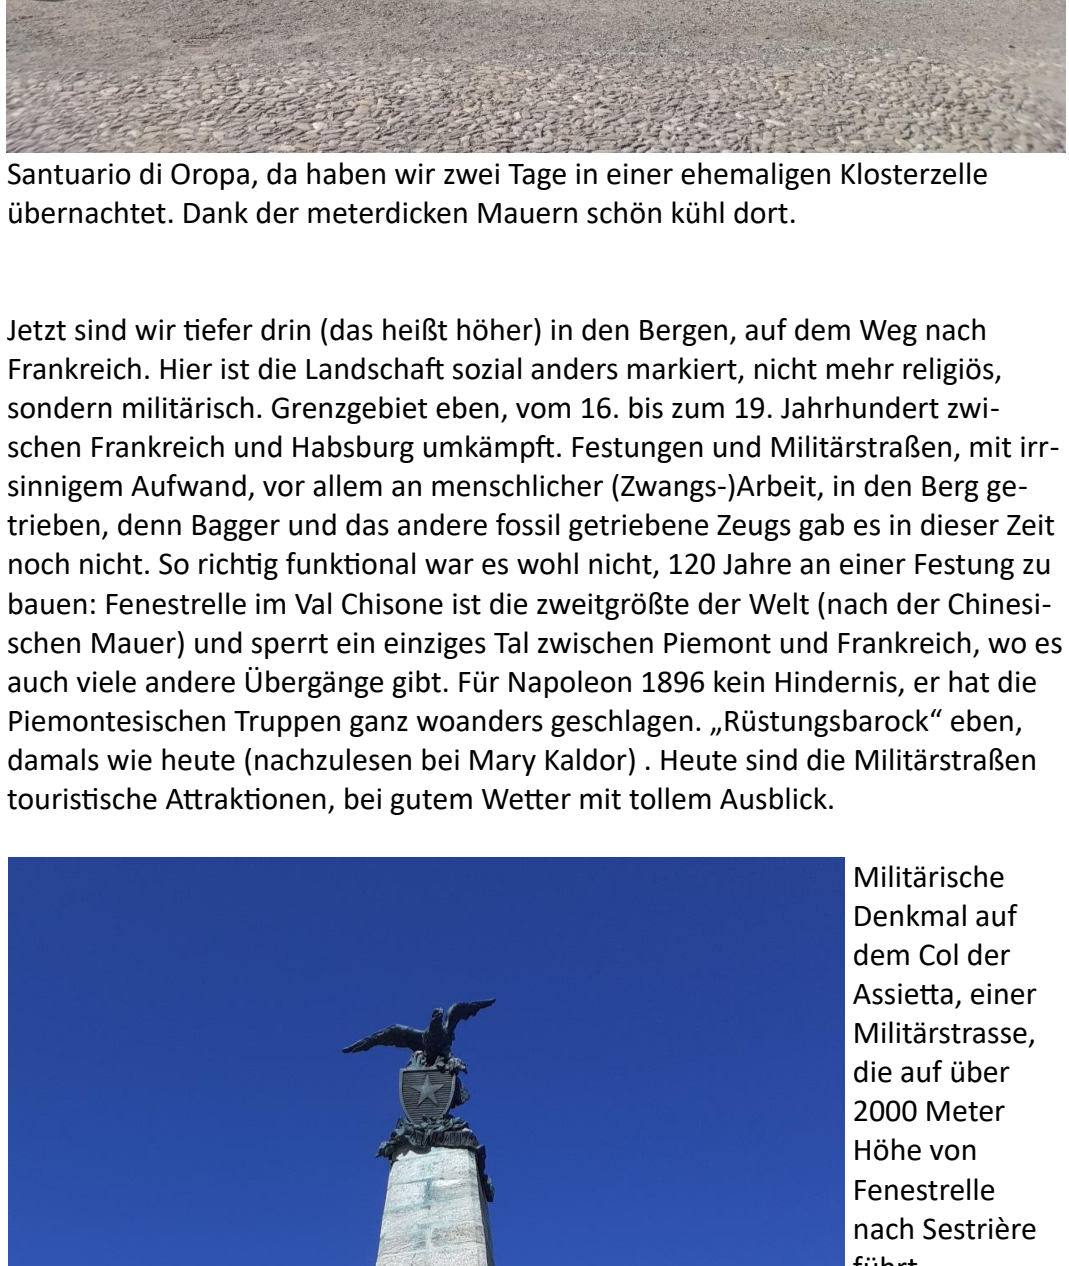 Santuario di Oropa, da haben wir zwei Tage in einer ehemaligen Klosterzelle
übernachtet. Dank der meterdicken Mauern schön kühl dort.
Jetzt sind wir tiefer drin (das heißt höher) in den Bergen, auf dem Weg nach
Frankreich. Hier ist die Landschaft sozial anders markiert, nicht mehr religiös,
sondern militärisch. Grenzgebiet eben, vom 16. bis zum 19. Jahrhundert zwi-
schen Frankreich und Habsburg umkämpft. Festungen und Militärstraßen, mit irr-
sinnigem Aufwand, vor allem an menschlicher (Zwangs-)Arbeit, in den Berg ge-
trieben, denn Bagger und das andere fossil getriebene Zeugs gab es in dieser Zeit
noch nicht. So richtig funktional war es wohl nicht, 120 Jahre an einer Festung zu
bauen: Fenestrelle im Val Chisone ist die zweitgrößte der Welt (nach der Chinesi-
schen Mauer) und sperrt ein einziges Tal zwischen Piemont und Frankreich, wo es
auch viele andere Übergänge gibt. Für Napoleon 1896 kein Hindernis, er hat die
Piemontesischen Truppen ganz woanders geschlagen. „Rüstungsbarock“ eben,
damals wie heute (nachzulesen bei Mary Kaldor) . Heute sind die Militärstraßen
touristische Attraktionen, bei gutem Wetter mit tollem Ausblick.
Militärische
Denkmal auf
dem Col der
Assietta, einer
Militärstrasse,
die auf über
2000 Meter
Höhe von
Fenestrelle
nach Sestrière
führt